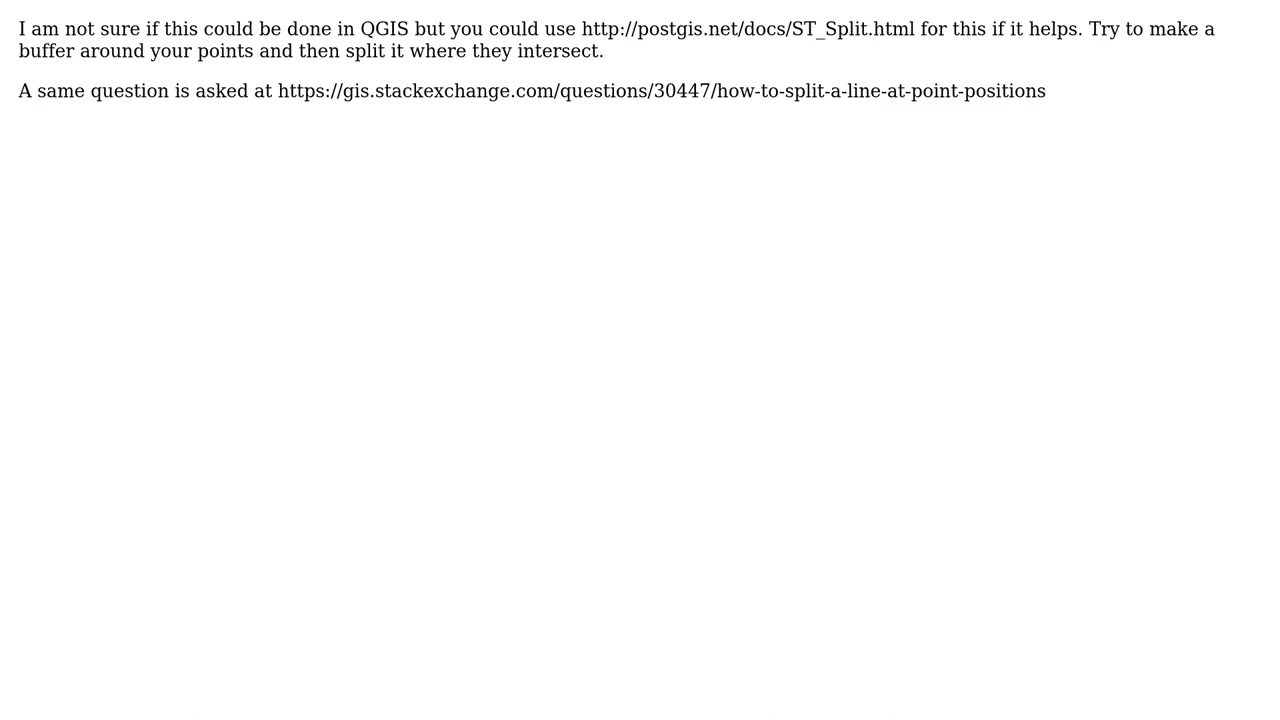 I am not sure if this could be done in QGIS but you could use http://postgis.net/docs/ST_Split.html for this if it helps. Try to make a
buffer around your points and then split it where they intersect.
A same question is asked at https://gis.stackexchange.com/questions/30447/how-to-split-a-line-at-point-positions